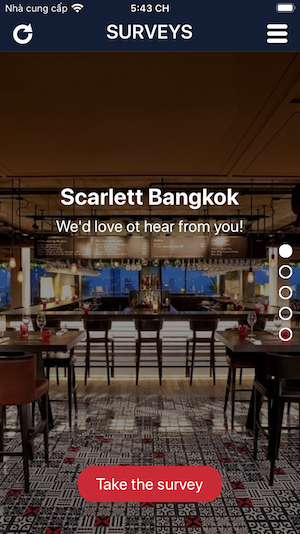 Nhà cung cấp 5:43 CH
SURVEYS
Scarlett Bangkok
We'd love ot hear from you!
Take the survey